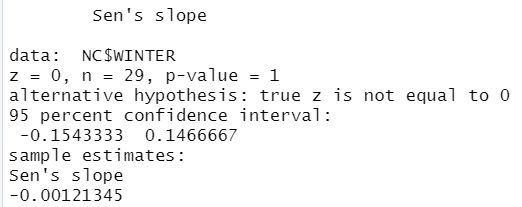 Sen's slope
data: NC$WINTER
z = 0, n = 29, p-value = 1
alternative hypothesis: true z is not equal to 0
95 percent confidence interval:
-0.1543333 0.1466667
sample estimates:
Sen's slope
-0.00121345